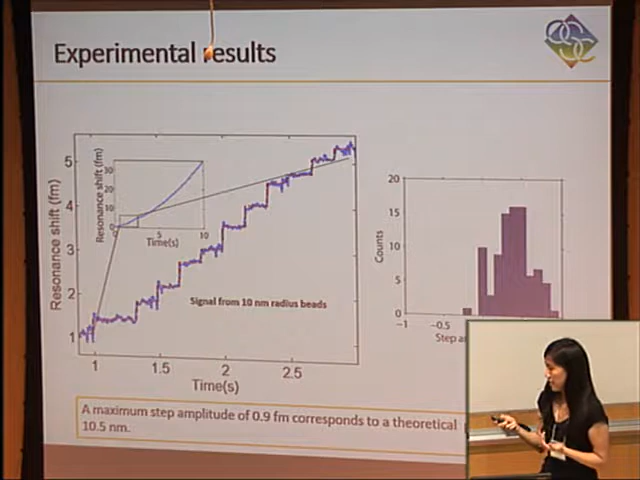 Experimental results
OSC
Resonance shift (fm)
5
4
3
2
1
1
1.5
2
2.5
Time(s)
Resonance shift (fm)
30
20
10
0
0
5
10
Time(s)
Signal from 10 nm radius beads
Counts
20
15
10
5
0
−1
−0.5
Step
A maximum step amplitude of 0.9 fm corresponds to a theoretical
10.5 nm.